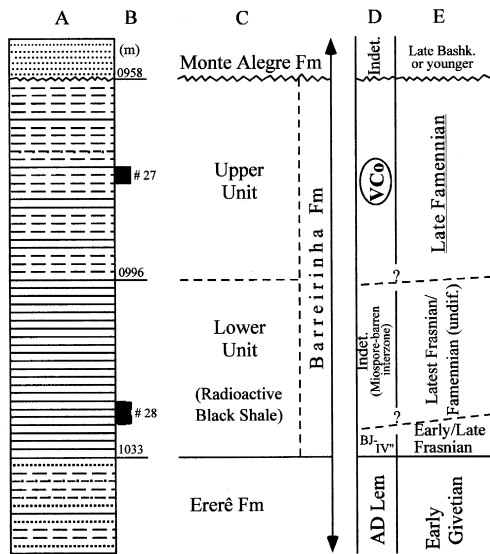 A B C D E
(m)
0958
Monte Alegre Fm
Indet.
Late Bashk.
or younger
# 27
Upper
Unit
VCo
Late Famennian
0996
?
Barreirinha Fm
Lower
Unit
(Radioactive
Black Shale)
Indet.
(Miospore-barren
interzone)
Latest Frasnian/
Famennian (undif.)
# 28
?
BJ-
IV"
Early/Late
Frasnian
1033
Ererê Fm
AD Lem
Early
Givetian